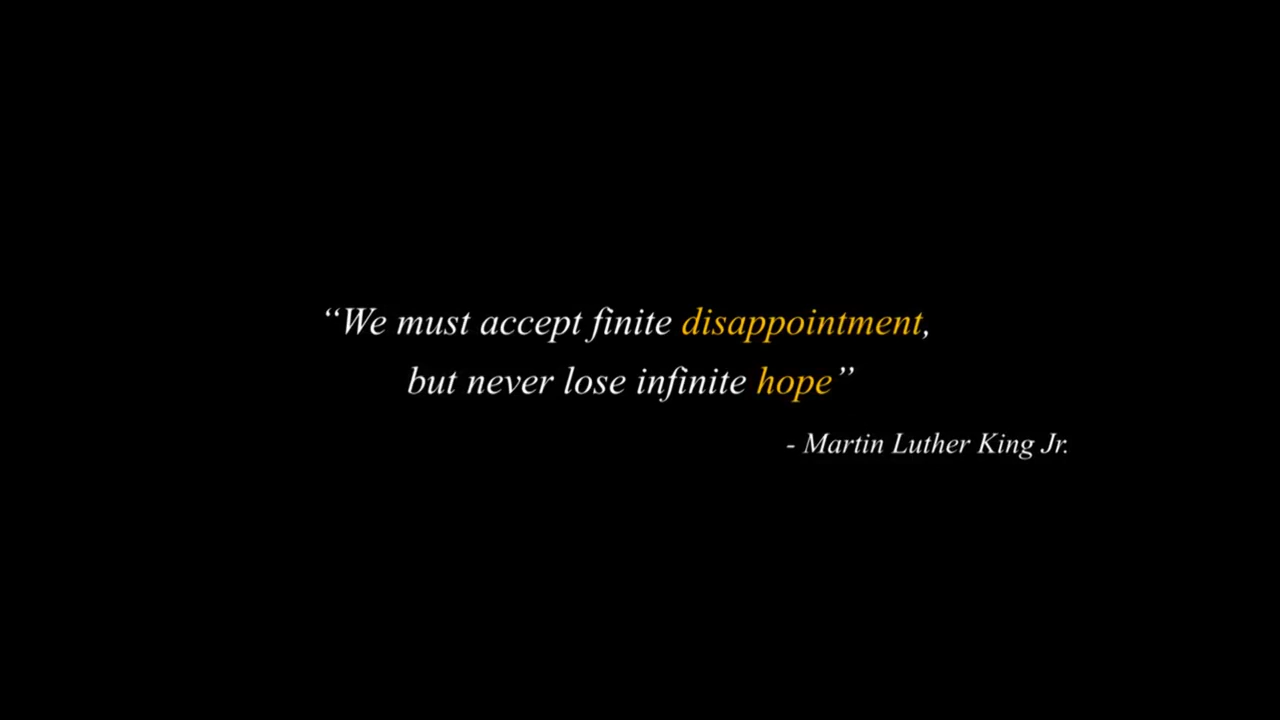 “We must accept finite disappointment,
but never lose infinite hope”
- Martin Luther King Jr.